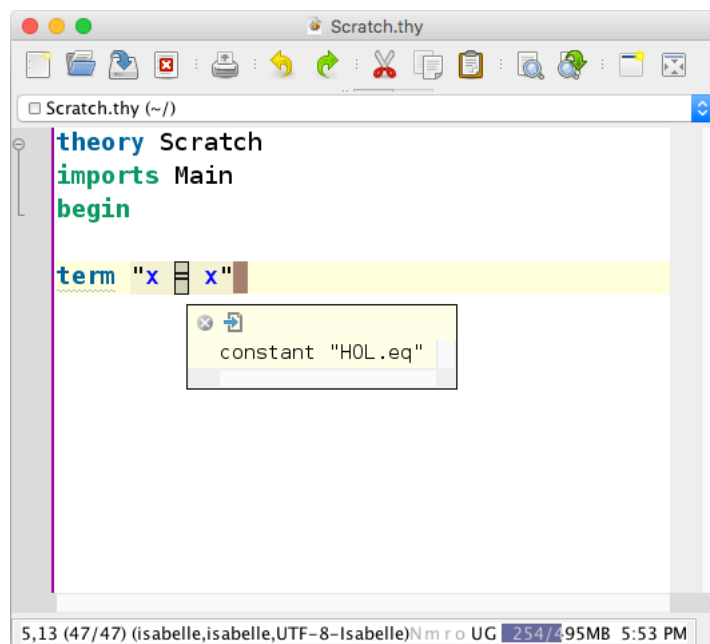 Scratch.thy
Scratch.thy (~/)
theory Scratch
imports Main
begin
term "x = x"
constant "HOL.eq"
5,13 (47/47) (isabelle,isabelle,UTF-8-Isabelle)N m r o UG 254/495MB 5:53 PM